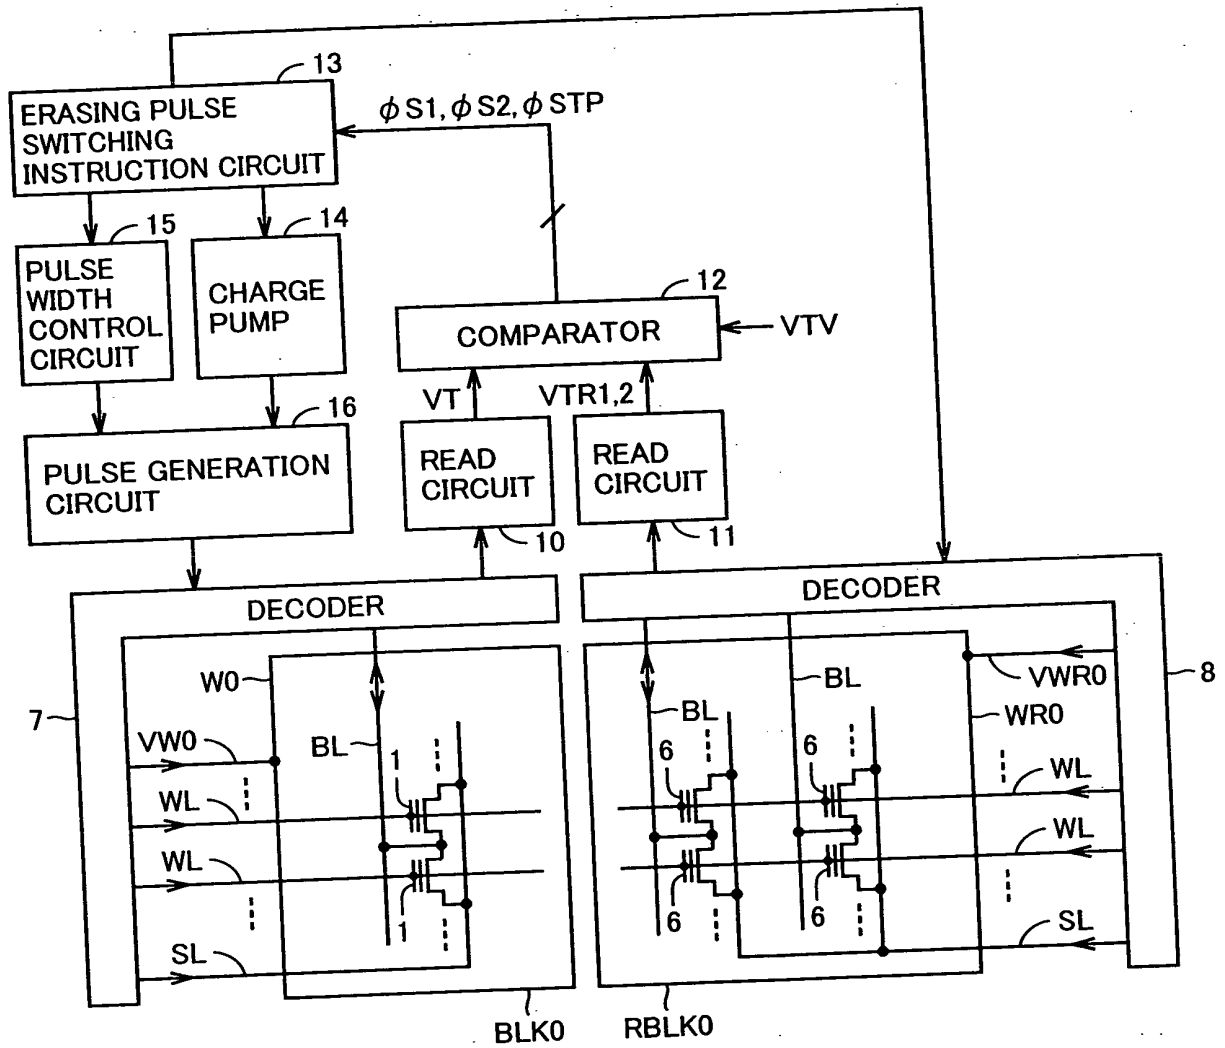 13
ERASING PULSE
SWITCHING
INSTRUCTION CIRCUIT
φS1, φS2, φSTP
15
14
PULSE
WIDTH
CONTROL
CIRCUIT
CHARGE
PUMP
12
COMPARATOR
VTV
VT
VTR1,2
16
PULSE GENERATION
CIRCUIT
READ
CIRCUIT
READ
CIRCUIT
10
11
DECODER
DECODER
W0
BL
VWR0
8
7
BL
WR0
VW0
BL
1
6
6
WL
WL
WL
WL
1
6
6
SL
SL
BLK0
RBLK0